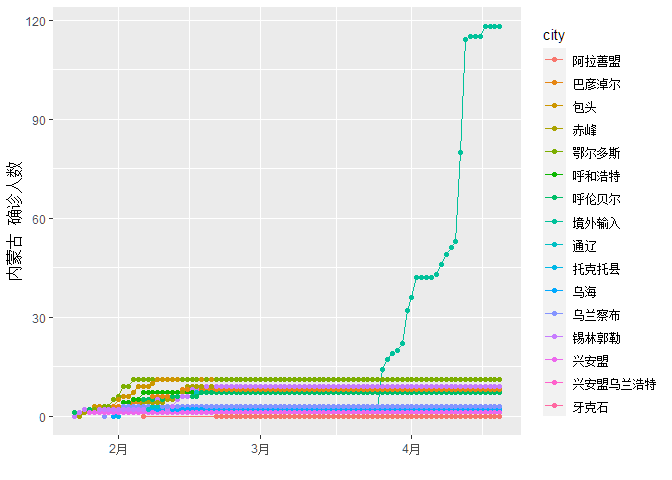 120
90
60
30
0
内蒙古 确诊人数
2月
3月
4月
city
阿拉善盟
巴彦淖尔
包头
赤峰
鄂尔多斯
呼和浩特
呼伦贝尔
境外输入
通辽
托克托县
乌海
乌兰察布
锡林郭勒
兴安盟
兴安盟乌兰浩特
牙克石